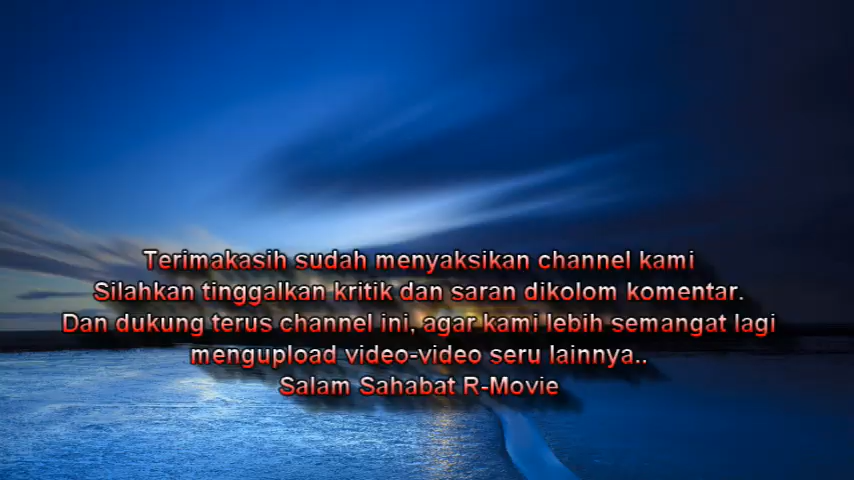 Terimakasih sudah menyaksikan channel kami
Silahkan tinggalkan kritik dan saran dikolom komentar.
Dan dukung terus channel ini, agar kami lebih semangat lagi
mengupload video-video seru lainnya..
Salam Sahabat R-Movie